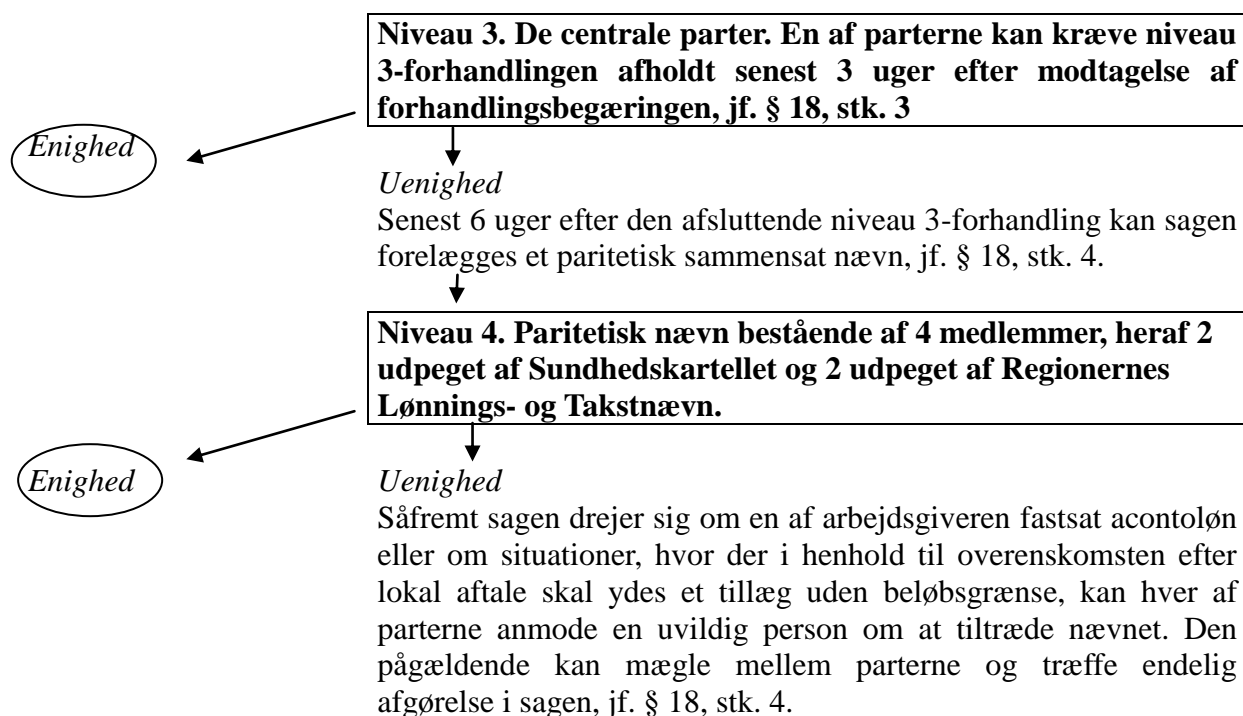 Niveau 3. De centrale parter. En af parterne kan kræve niveau
3-forhandlingen afholdt senest 3 uger efter modtagelse af
forhandlingsbegæringen, jf. § 18, stk. 3
Enighed
Uenighed
Senest 6 uger efter den afsluttende niveau 3-forhandling kan sagen
forelægges et paritetisk sammensat nævn, jf. § 18, stk. 4.
Niveau 4. Paritetisk nævn bestående af 4 medlemmer, heraf 2
udpeget af Sundhedskartellet og 2 udpeget af Regionernes
Lønnings- og Takstnævn.
Enighed
Uenighed
Såfremt sagen drejer sig om en af arbejdsgiveren fastsat acontoløn
eller om situationer, hvor der i henhold til overenskomsten efter
lokal aftale skal ydes et tillæg uden beløbsgrænse, kan hver af
parterne anmode en uvildig person om at tiltræde nævnet. Den
pågældende kan mægle mellem parterne og træffe endelig
afgørelse i sagen, jf. § 18, stk. 4.